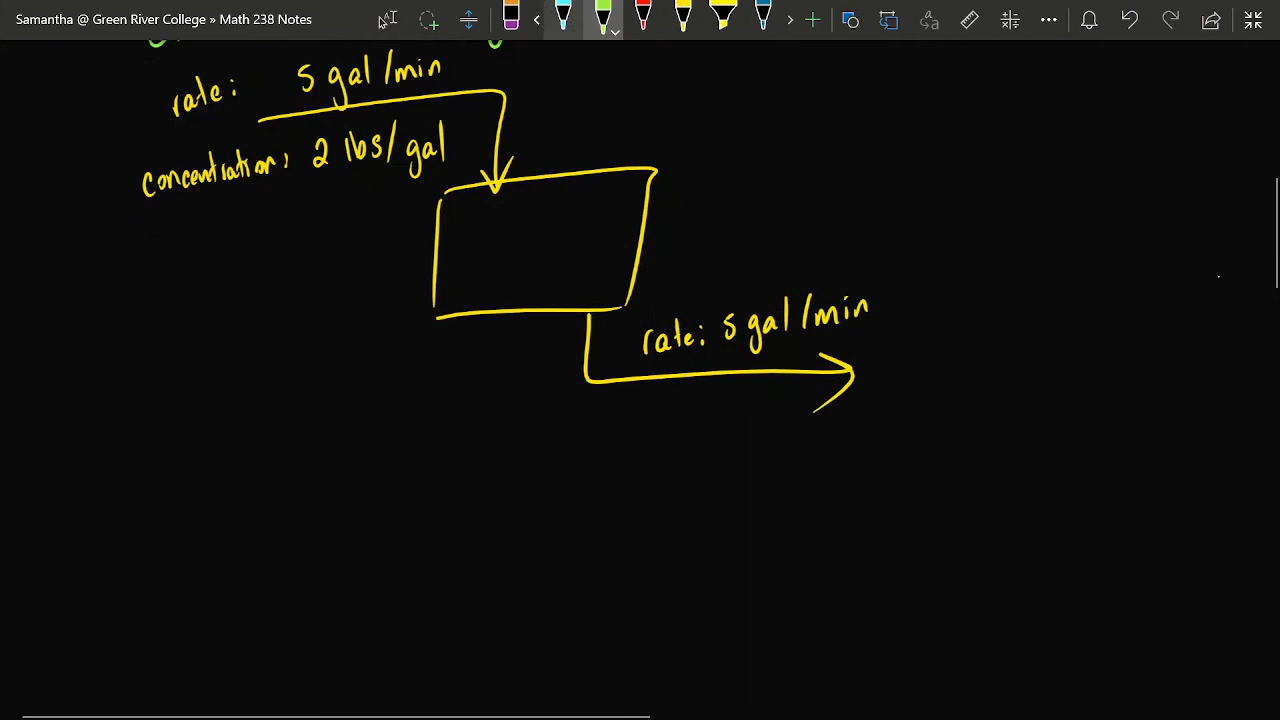 Samantha @ Green River College » Math 238 Notes
rate: 5 gal/min
concentration: 2 lbs/gal
rate: 5 gal/min